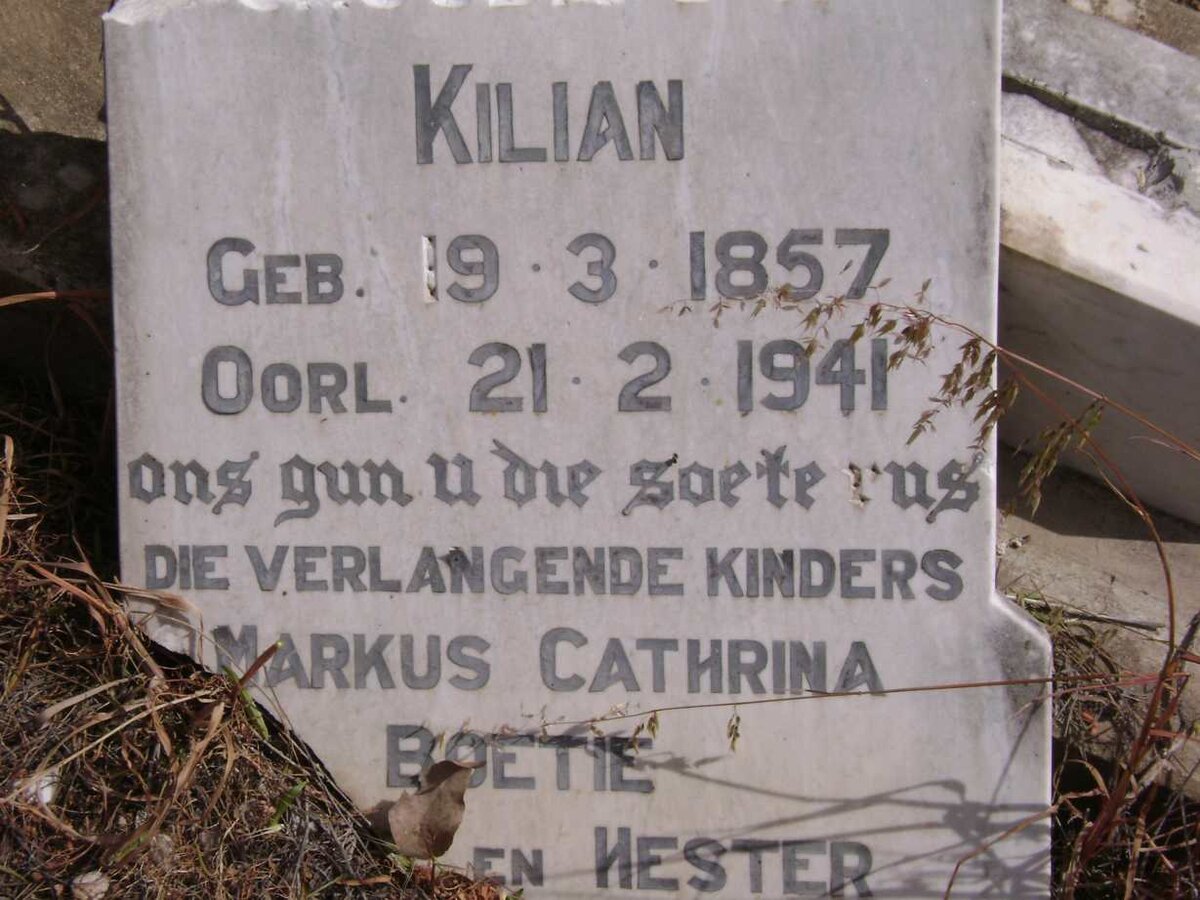 KILIAN
GEB. 19·3·1857
OORL. 21·2·1941
ons gun u die soete rus
DIE VERLANGENDE KINDERS
MARKUS CATHRINA
BOETIE
EN HESTER